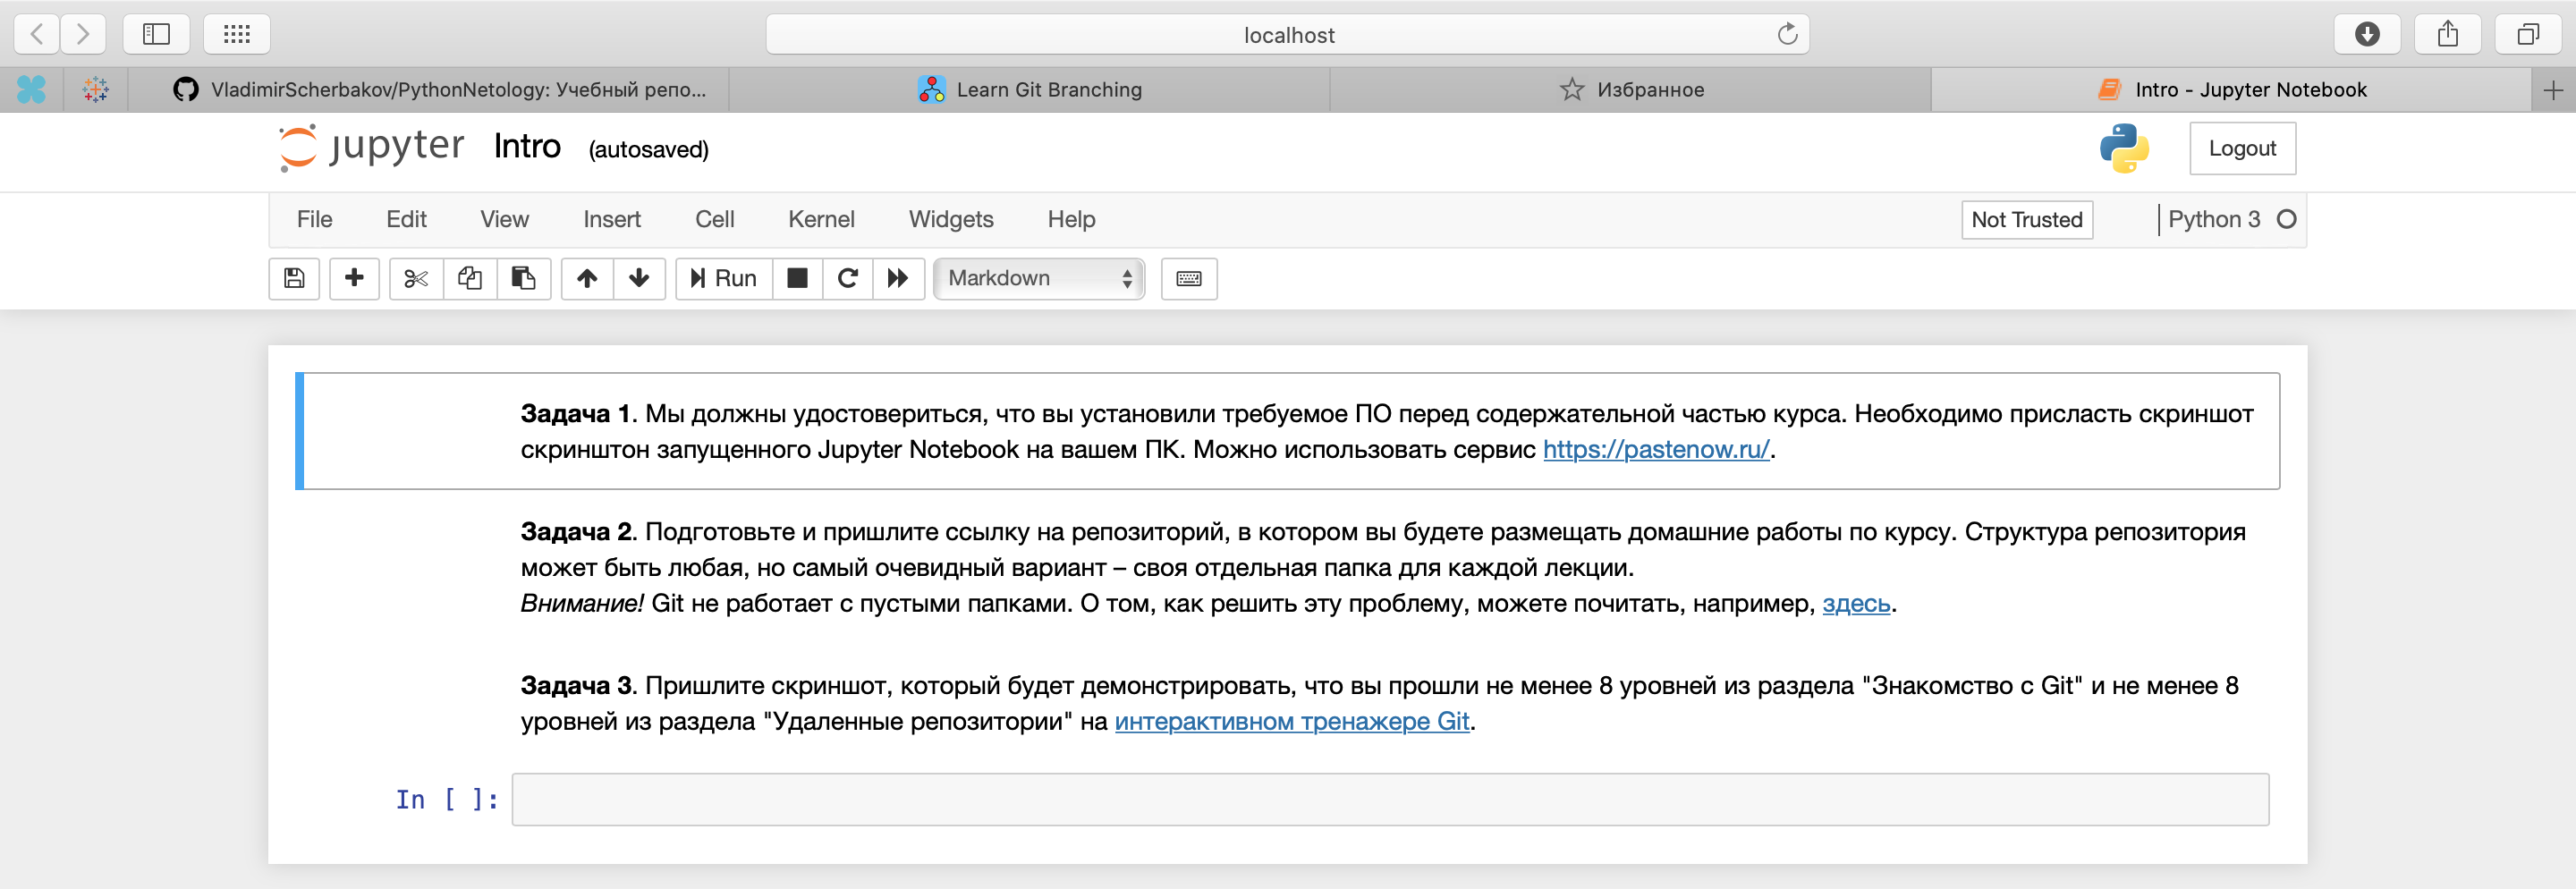 localhost
VladimirScherbakov/PythonNetology: Учебный репо...
Learn Git Branching
Избранное
Intro - Jupyter Notebook
jupyter Intro (autosaved)
Logout
File Edit View Insert Cell Kernel Widgets Help
Not Trusted
Python 3
Run
Markdown
Задача 1. Мы должны удостовериться, что вы установили требуемое ПО перед содержательной частью курса. Необходимо присласть скриншот
скринштон запущенного Jupyter Notebook на вашем ПК. Можно использовать сервис https://pastenow.ru/.
Задача 2. Подготовьте и пришлите ссылку на репозиторий, в котором вы будете размещать домашние работы по курсу. Структура репозитория
может быть любая, но самый очевидный вариант – своя отдельная папка для каждой лекции.
Внимание! Git не работает с пустыми папками. О том, как решить эту проблему, можете почитать, например, здесь.
Задача 3. Пришлите скриншот, который будет демонстрировать, что вы прошли не менее 8 уровней из раздела "Знакомство с Git" и не менее 8
уровней из раздела "Удаленные репозитории" на интерактивном тренажере Git.
In [ ]: